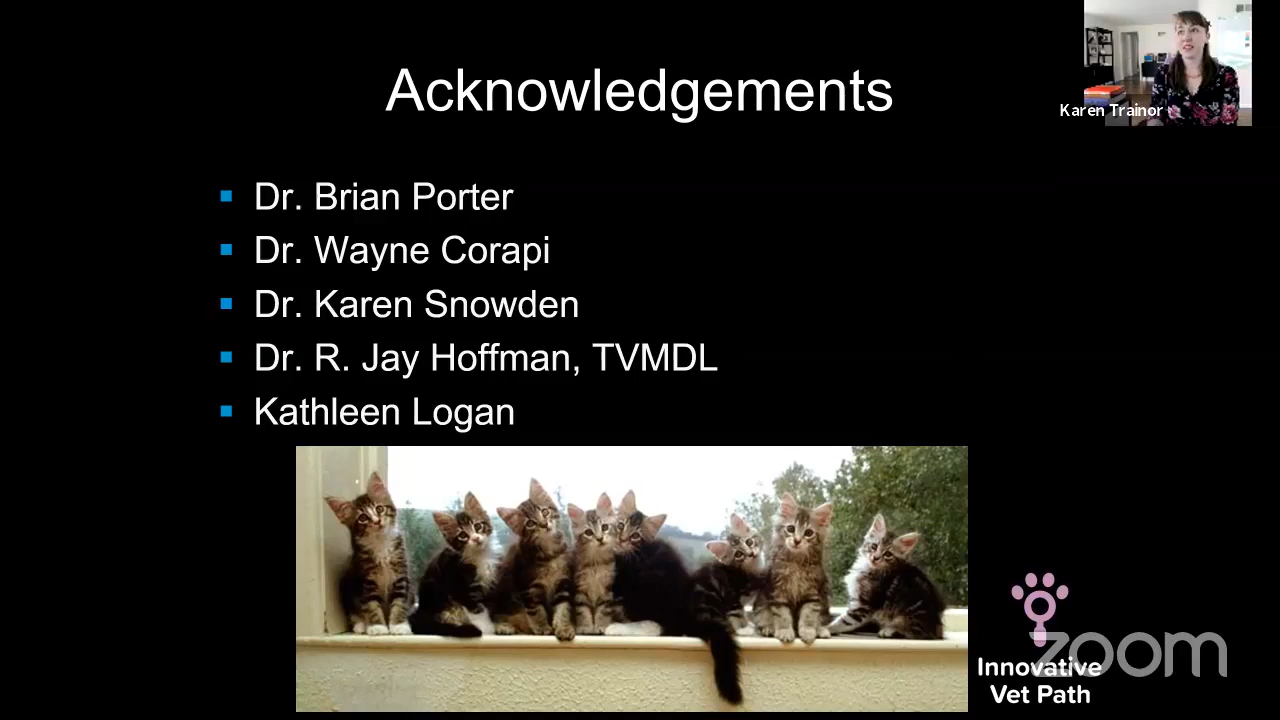 Acknowledgements
Karen Trainor
Dr. Brian Porter
Dr. Wayne Corapi
Dr. Karen Snowden
Dr. R. Jay Hoffman, TVMDL
Kathleen Logan
zoom
Innovative
Vet Path